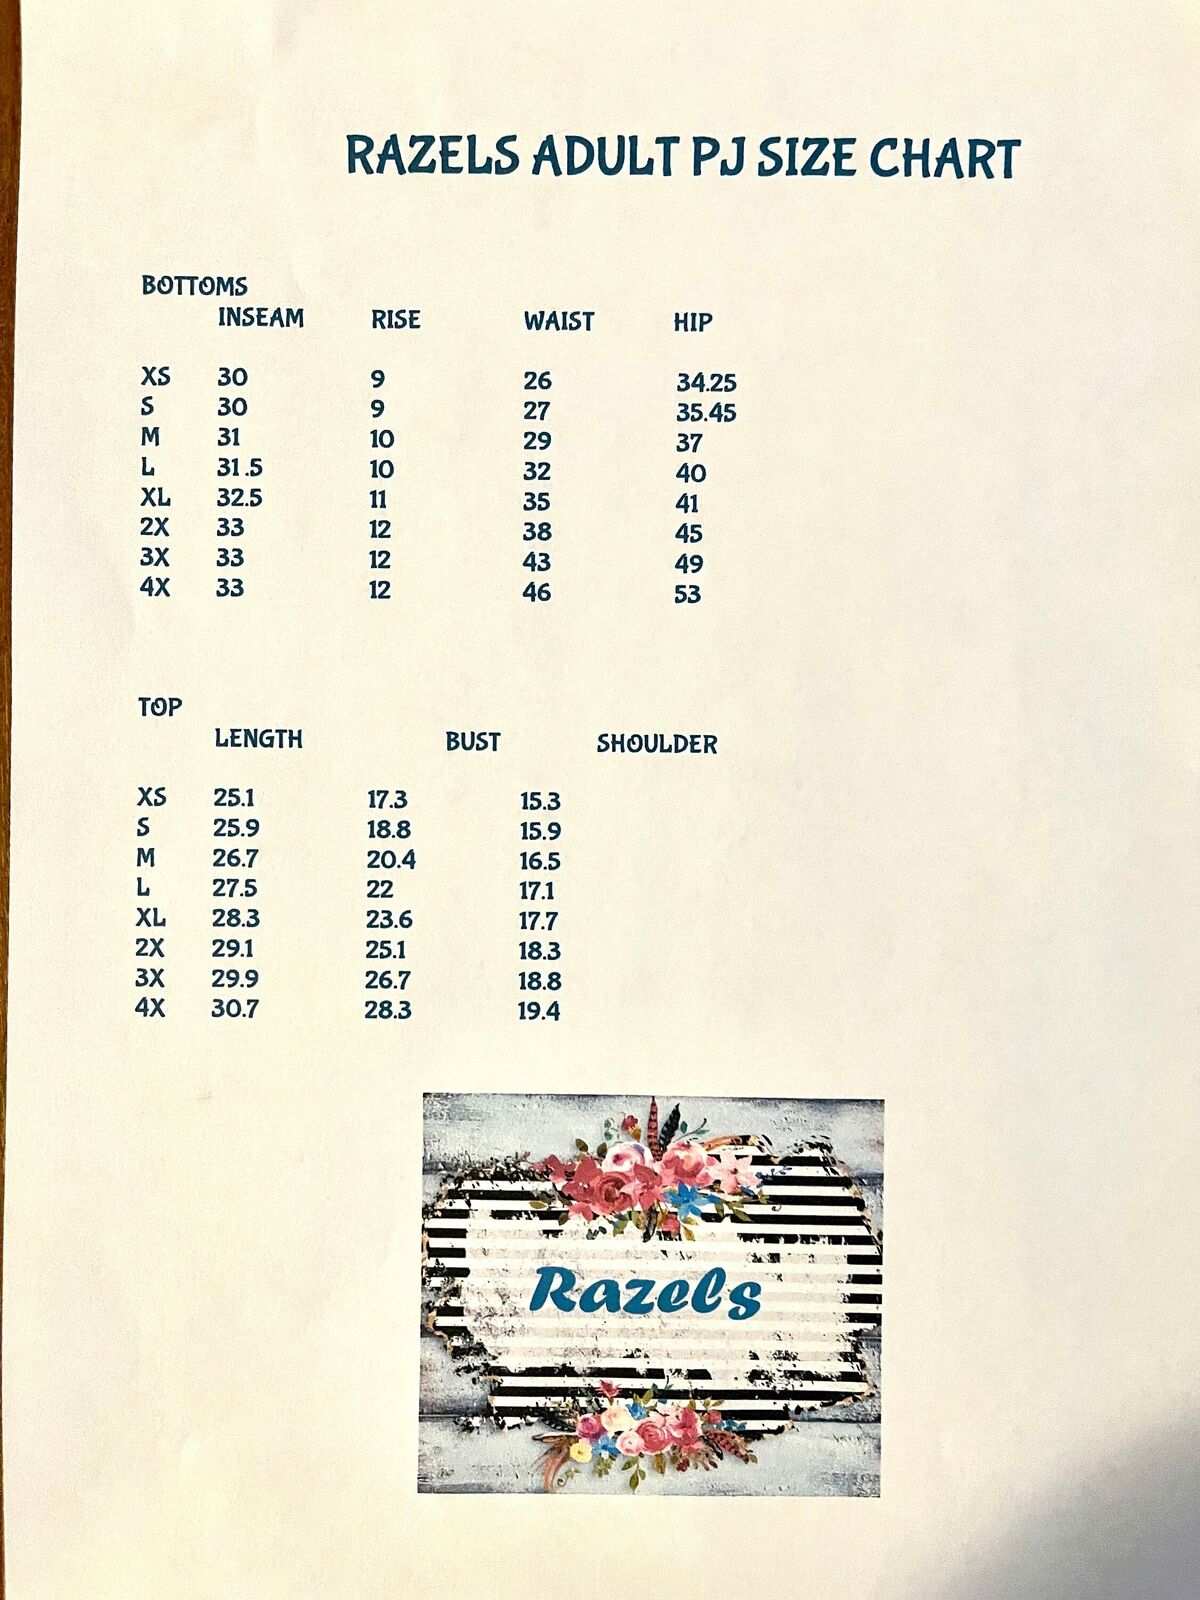 RAZELS ADULT PJ SIZE CHART
BOTTOMS
INSEAM RISE WAIST HIP
XS 30 9 26 34.25
S 30 9 27 35.45
M 31 10 29 37
L 31.5 10 32 40
XL 32.5 11 35 41
2X 33 12 38 45
3X 33 12 43 49
4X 33 12 46 53
TOP
LENGTH BUST SHOULDER
XS 25.1 17.3 15.3
S 25.9 18.8 15.9
M 26.7 20.4 16.5
L 27.5 22 17.1
XL 28.3 23.6 17.7
2X 29.1 25.1 18.3
3X 29.9 26.7 18.8
4X 30.7 28.3 19.4
Razels